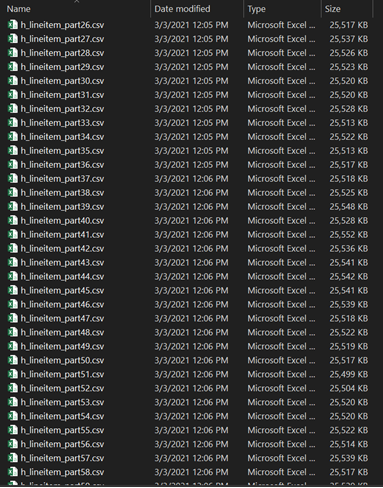 Name Date modified Type Size
h_lineitem_part26.csv 3/3/2021 12:05 PM Microsoft Excel ... 25,517 KB
h_lineitem_part27.csv 3/3/2021 12:05 PM Microsoft Excel ... 25,537 KB
h_lineitem_part28.csv 3/3/2021 12:05 PM Microsoft Excel ... 25,526 KB
h_lineitem_part29.csv 3/3/2021 12:05 PM Microsoft Excel ... 25,523 KB
h_lineitem_part30.csv 3/3/2021 12:05 PM Microsoft Excel ... 25,520 KB
h_lineitem_part31.csv 3/3/2021 12:05 PM Microsoft Excel ... 25,520 KB
h_lineitem_part32.csv 3/3/2021 12:05 PM Microsoft Excel ... 25,528 KB
h_lineitem_part33.csv 3/3/2021 12:05 PM Microsoft Excel ... 25,513 KB
h_lineitem_part34.csv 3/3/2021 12:05 PM Microsoft Excel ... 25,522 KB
h_lineitem_part35.csv 3/3/2021 12:05 PM Microsoft Excel ... 25,513 KB
h_lineitem_part36.csv 3/3/2021 12:05 PM Microsoft Excel ... 25,517 KB
h_lineitem_part37.csv 3/3/2021 12:06 PM Microsoft Excel ... 25,518 KB
h_lineitem_part38.csv 3/3/2021 12:06 PM Microsoft Excel ... 25,525 KB
h_lineitem_part39.csv 3/3/2021 12:06 PM Microsoft Excel ... 25,548 KB
h_lineitem_part40.csv 3/3/2021 12:06 PM Microsoft Excel ... 25,528 KB
h_lineitem_part41.csv 3/3/2021 12:06 PM Microsoft Excel ... 25,552 KB
h_lineitem_part42.csv 3/3/2021 12:06 PM Microsoft Excel ... 25,536 KB
h_lineitem_part43.csv 3/3/2021 12:06 PM Microsoft Excel ... 25,541 KB
h_lineitem_part44.csv 3/3/2021 12:06 PM Microsoft Excel ... 25,542 KB
h_lineitem_part45.csv 3/3/2021 12:06 PM Microsoft Excel ... 25,541 KB
h_lineitem_part46.csv 3/3/2021 12:06 PM Microsoft Excel ... 25,539 KB
h_lineitem_part47.csv 3/3/2021 12:06 PM Microsoft Excel ... 25,518 KB
h_lineitem_part48.csv 3/3/2021 12:06 PM Microsoft Excel ... 25,522 KB
h_lineitem_part49.csv 3/3/2021 12:06 PM Microsoft Excel ... 25,519 KB
h_lineitem_part50.csv 3/3/2021 12:06 PM Microsoft Excel ... 25,517 KB
h_lineitem_part51.csv 3/3/2021 12:06 PM Microsoft Excel ... 25,499 KB
h_lineitem_part52.csv 3/3/2021 12:06 PM Microsoft Excel ... 25,504 KB
h_lineitem_part53.csv 3/3/2021 12:06 PM Microsoft Excel ... 25,520 KB
h_lineitem_part54.csv 3/3/2021 12:06 PM Microsoft Excel ... 25,520 KB
h_lineitem_part55.csv 3/3/2021 12:06 PM Microsoft Excel ... 25,522 KB
h_lineitem_part56.csv 3/3/2021 12:06 PM Microsoft Excel ... 25,514 KB
h_lineitem_part57.csv 3/3/2021 12:06 PM Microsoft Excel ... 25,539 KB
h_lineitem_part58.csv 3/3/2021 12:06 PM Microsoft Excel ... 25,517 KB